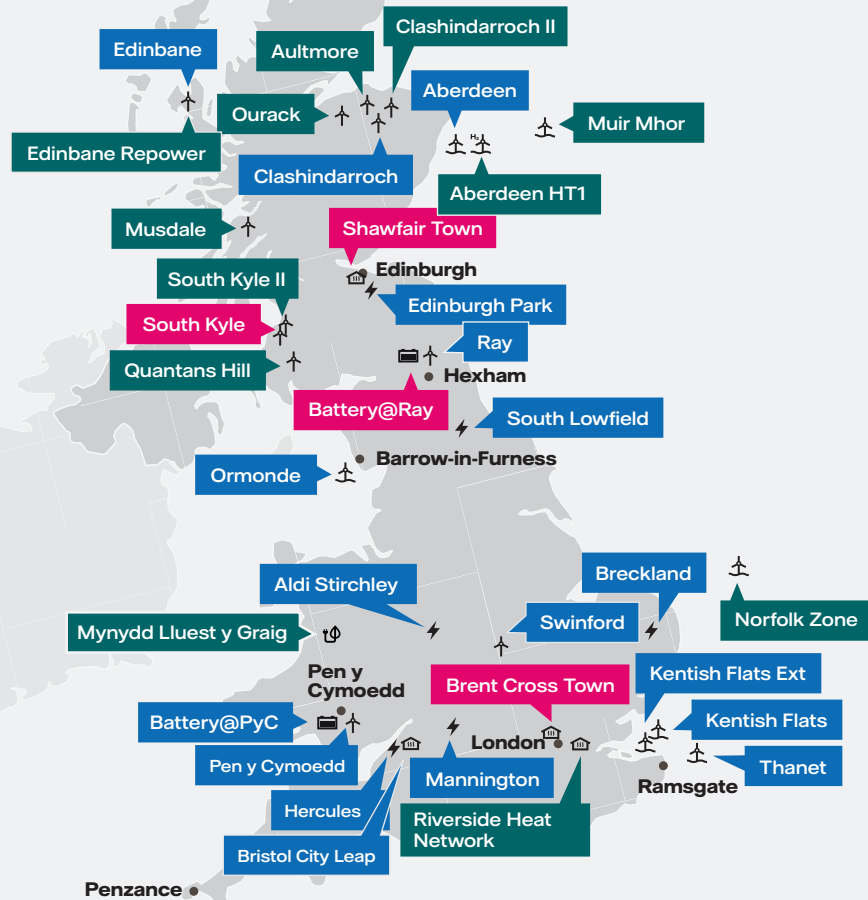 Clashindarroch II
Edinbane
Aultmore
Aberdeen
Ourack
Muir Mhor
H₂
Edinbane Repower
Clashindarroch
Aberdeen HT1
Musdale
Shawfair Town
Edinburgh
South Kyle II
Edinburgh Park
South Kyle
Ray
Quantans Hill
Hexham
Battery@Ray
South Lowfield
Barrow-in-Furness
Ormonde
Breckland
Aldi Stirchley
Norfolk Zone
Swinford
Mynydd Lluest y Graig
Pen y
Cymoedd
Kentish Flats Ext
Brent Cross Town
Battery@PyC
Kentish Flats
London
Pen y Cymoedd
Thanet
Mannington
Ramsgate
Hercules
Riverside Heat
Network
Bristol City Leap
Penzance